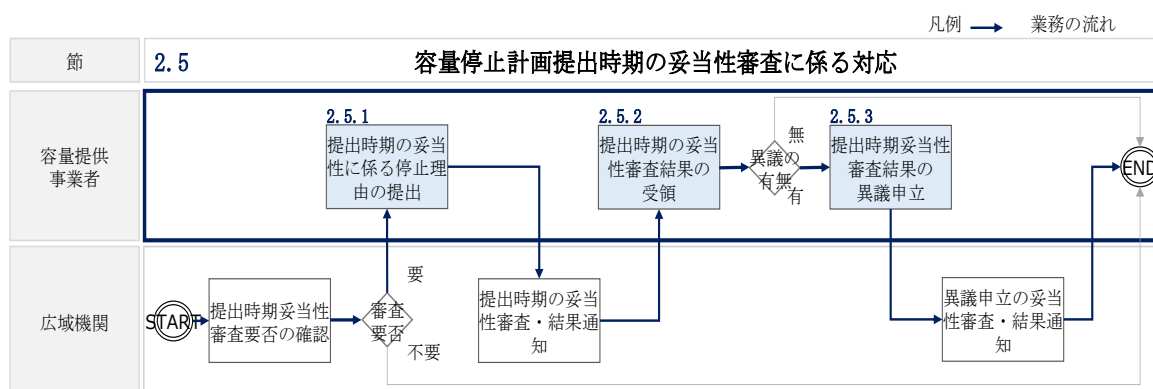 凡例 業務の流れ
節
2.5 容量停止計画提出時期の妥当性審査に係る対応
容量提供
事業者
2.5.1
提出時期の妥当
性に係る停止理
由の提出
2.5.2
提出時期の妥当
性審査結果の
受領
異議の
有無
無
有
2.5.3
提出時期妥当性
審査結果の
異議申立
END
広域機関
START
提出時期妥当性
審査要否の確認
審査
要否
要
不要
提出時期の妥当
性審査・結果通
知
異議申立の妥当
性審査・結果通
知